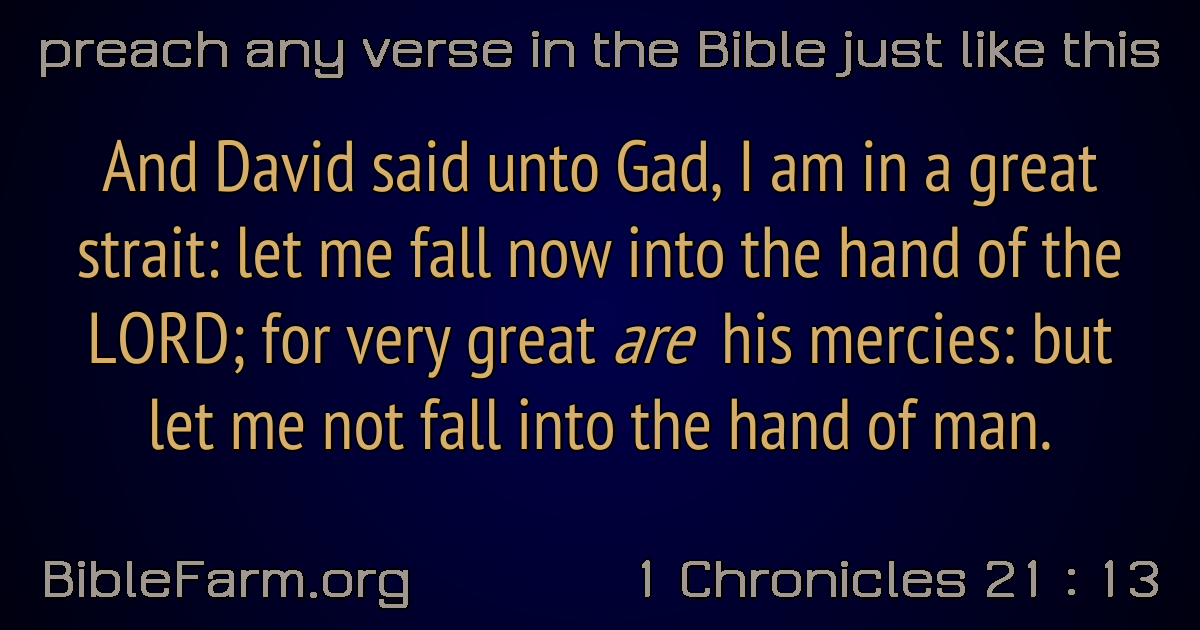 preach any verse in the Bible just like this
And David said unto Gad, I am in a great
strait: let me fall now into the hand of the
LORD; for very great are his mercies: but
let me not fall into the hand of man.
BibleFarm.org
1 Chronicles 21 : 13